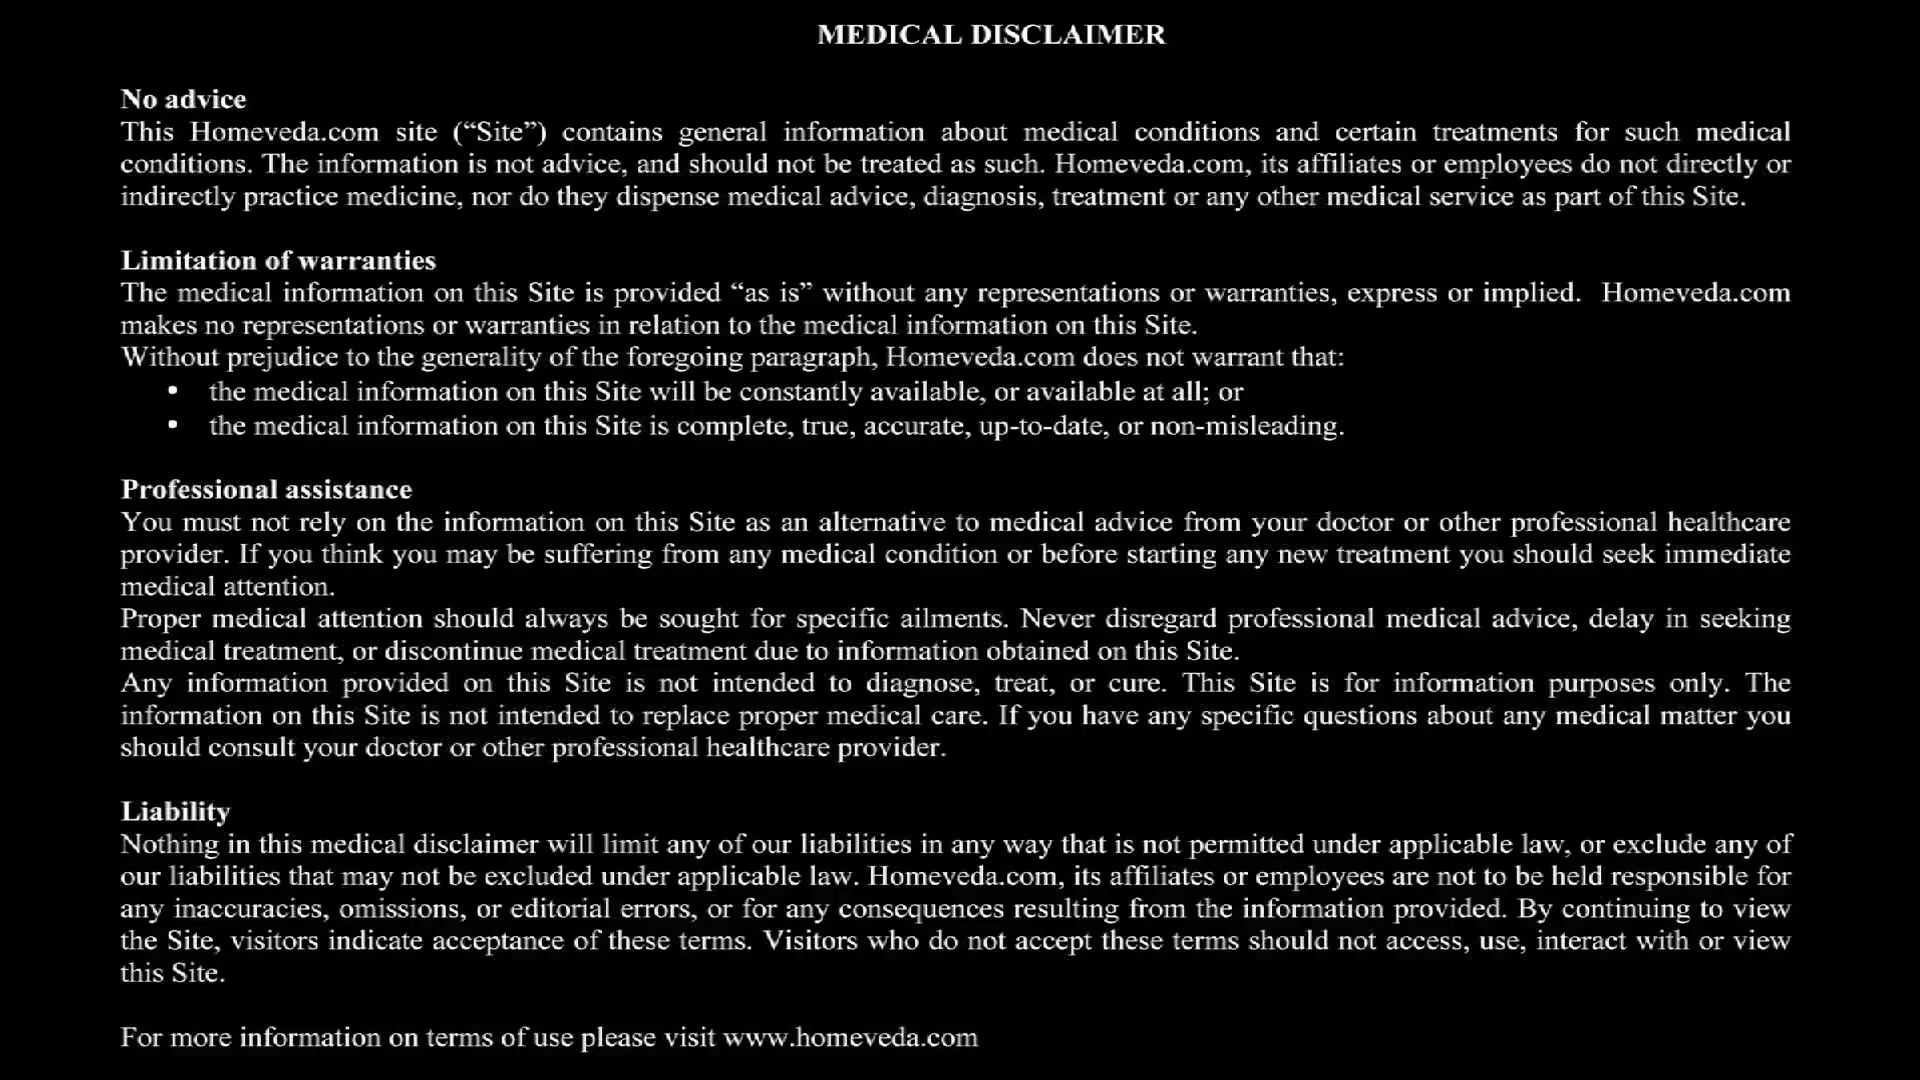 MEDICAL DISCLAIMER
No advice
This Homeveda.com site (“Site”) contains general information about medical conditions and certain treatments for such medical
conditions. The information is not advice, and should not be treated as such. Homeveda.com, its affiliates or employees do not directly or
indirectly practice medicine, nor do they dispense medical advice, diagnosis, treatment or any other medical service as part of this Site.
Limitation of warranties
The medical information on this Site is provided “as is” without any representations or warranties, express or implied. Homeveda.com
makes no representations or warranties in relation to the medical information on this Site.
Without prejudice to the generality of the foregoing paragraph, Homeveda.com does not warrant that:
• the medical information on this Site will be constantly available, or available at all; or
• the medical information on this Site is complete, true, accurate, up-to-date, or non-misleading.
Professional assistance
You must not rely on the information on this Site as an alternative to medical advice from your doctor or other professional healthcare
provider. If you think you may be suffering from any medical condition or before starting any new treatment you should seek immediate
medical attention.
Proper medical attention should always be sought for specific ailments. Never disregard professional medical advice, delay in seeking
medical treatment, or discontinue medical treatment due to information obtained on this Site.
Any information provided on this Site is not intended to diagnose, treat, or cure. This Site is for information purposes only. The
information on this Site is not intended to replace proper medical care. If you have any specific questions about any medical matter you
should consult your doctor or other professional healthcare provider.
Liability
Nothing in this medical disclaimer will limit any of our liabilities in any way that is not permitted under applicable law, or exclude any of
our liabilities that may not be excluded under applicable law. Homeveda.com, its affiliates or employees are not to be held responsible for
any inaccuracies, omissions, or editorial errors, or for any consequences resulting from the information provided. By continuing to view
the Site, visitors indicate acceptance of these terms. Visitors who do not accept these terms should not access, use, interact with or view
this Site.
For more information on terms of use please visit www.homeveda.com